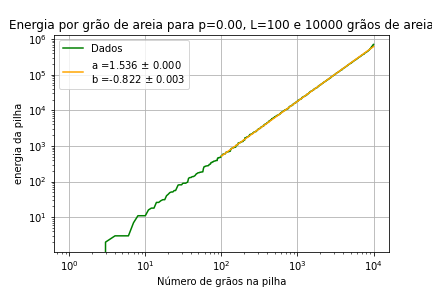 Energia por grão de areia para p=0.00, L=100 e 10000 grãos de areia
10⁶
10⁵
10⁴
10³
10²
10¹
Dados
a =1.536 ± 0.000
b =-0.822 ± 0.003
energia da pilha
10⁰ 10¹ 10² 10³ 10⁴
Número de grãos na pilha